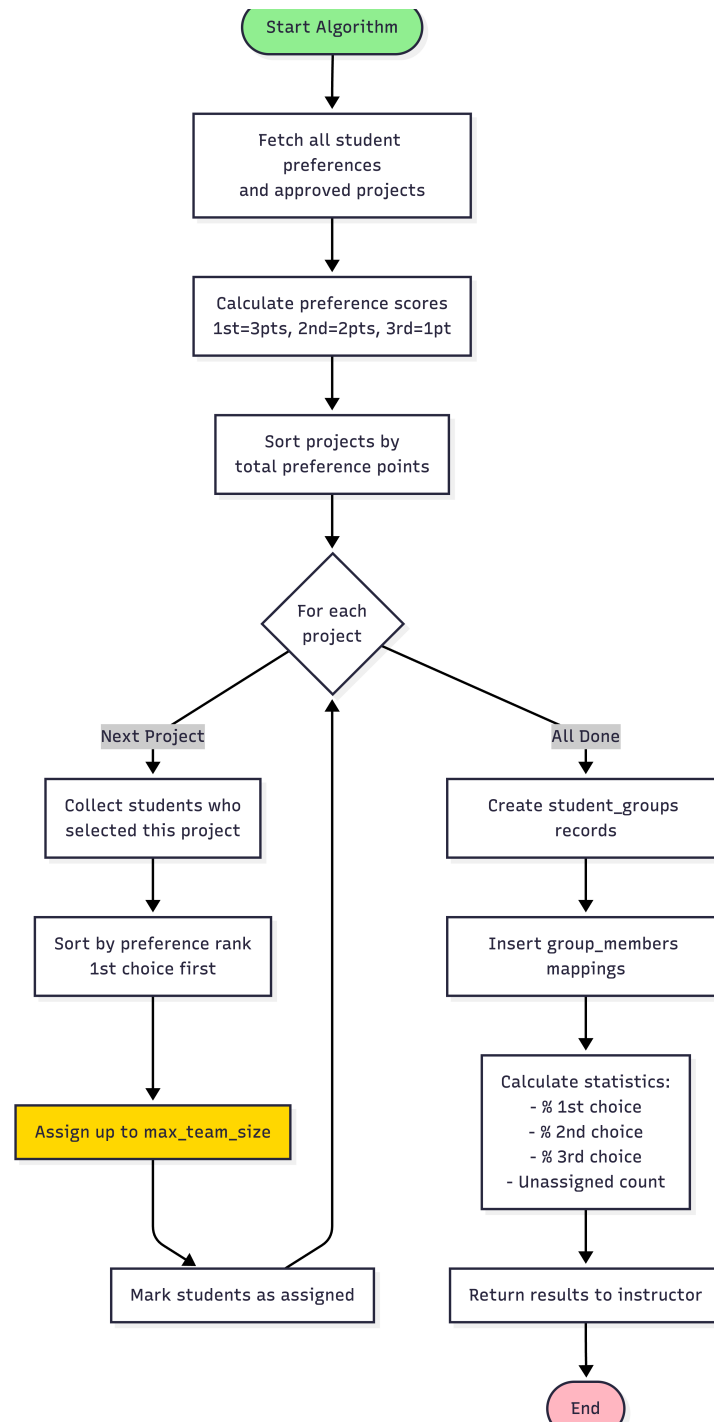 Start Algorithm
Fetch all student
preferences
and approved projects
Calculate preference scores
1st=3pts, 2nd=2pts, 3rd=1pt
Sort projects by
total preference points
For each
project
Next Project
All Done
Collect students who
selected this project
Create student_groups
records
Sort by preference rank
1st choice first
Insert group_members
mappings
Assign up to max_team_size
Calculate statistics:
- % 1st choice
- % 2nd choice
- % 3rd choice
- Unassigned count
Mark students as assigned
Return results to instructor
End